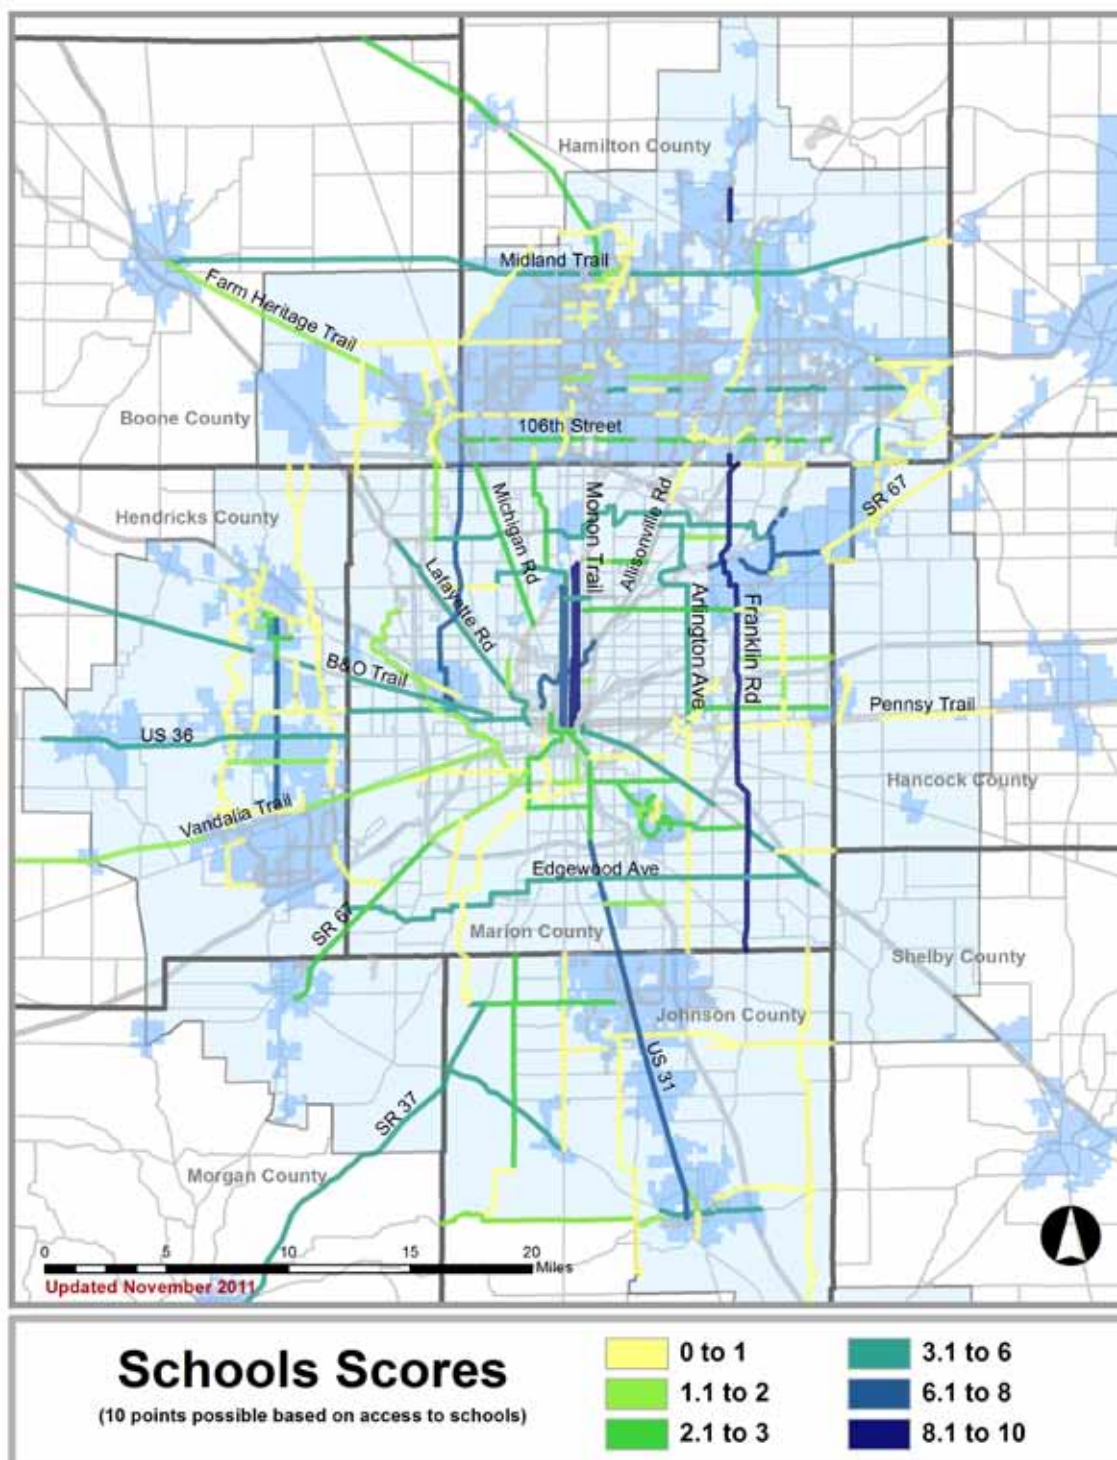 Hamilton County
Midland Trail
Farm Heritage Trail
Boone County
106th Street
Hendricks County
Michigan Rd
Monon Trail
Allisonville Rd
SR 67
Lafayette Rd
Arlington Ave
Franklin Rd
B&O Trail
US 36
Pennsy Trail
Hancock County
Vandalia Trail
Edgewood Ave
SR 67
Marion County
Shelby County
Johnson County
US 31
SR 37
Morgan County
0 5 10 15 20
Miles
Updated November 2011
Schools Scores
(10 points possible based on access to schools)
0 to 1
1.1 to 2
2.1 to 3
3.1 to 6
6.1 to 8
8.1 to 10